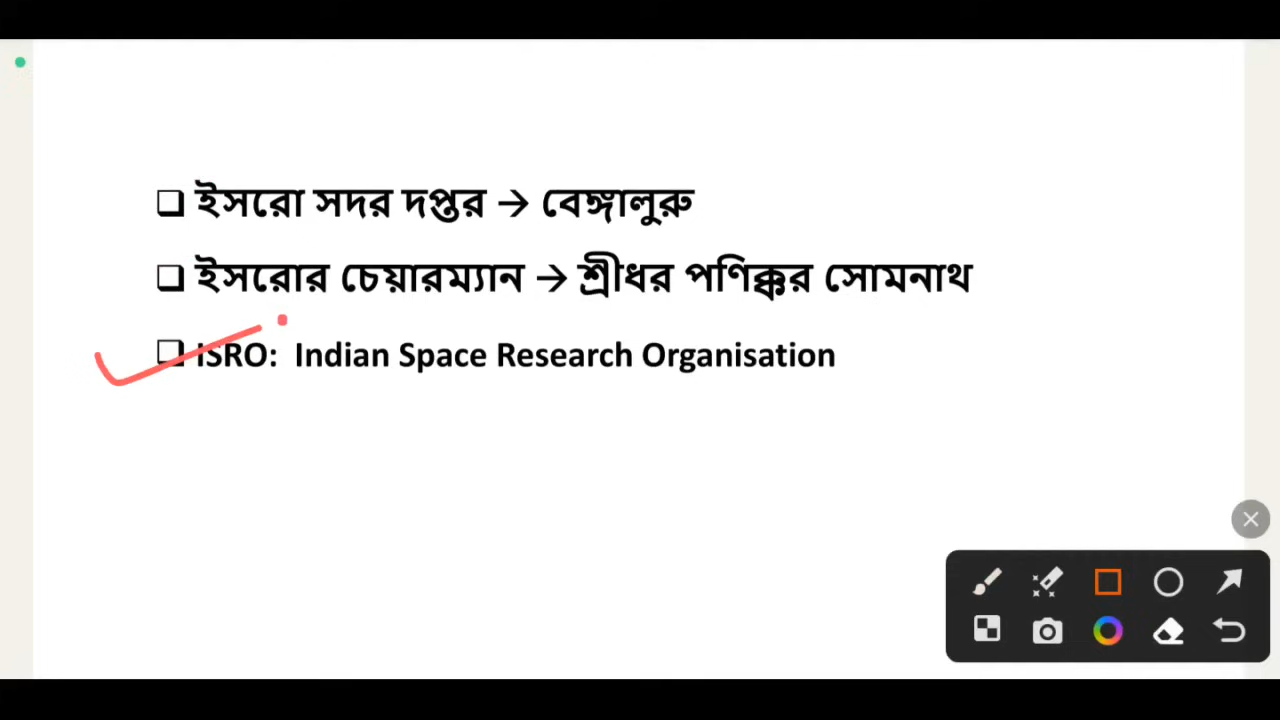 ❑ ইসরো সদর দপ্তর → বেঙ্গালুরু
❑ ইসরোর চেয়ারম্যান → শ্রীধর পণিক্কর সোমনাথ
❑ ISRO: Indian Space Research Organisation